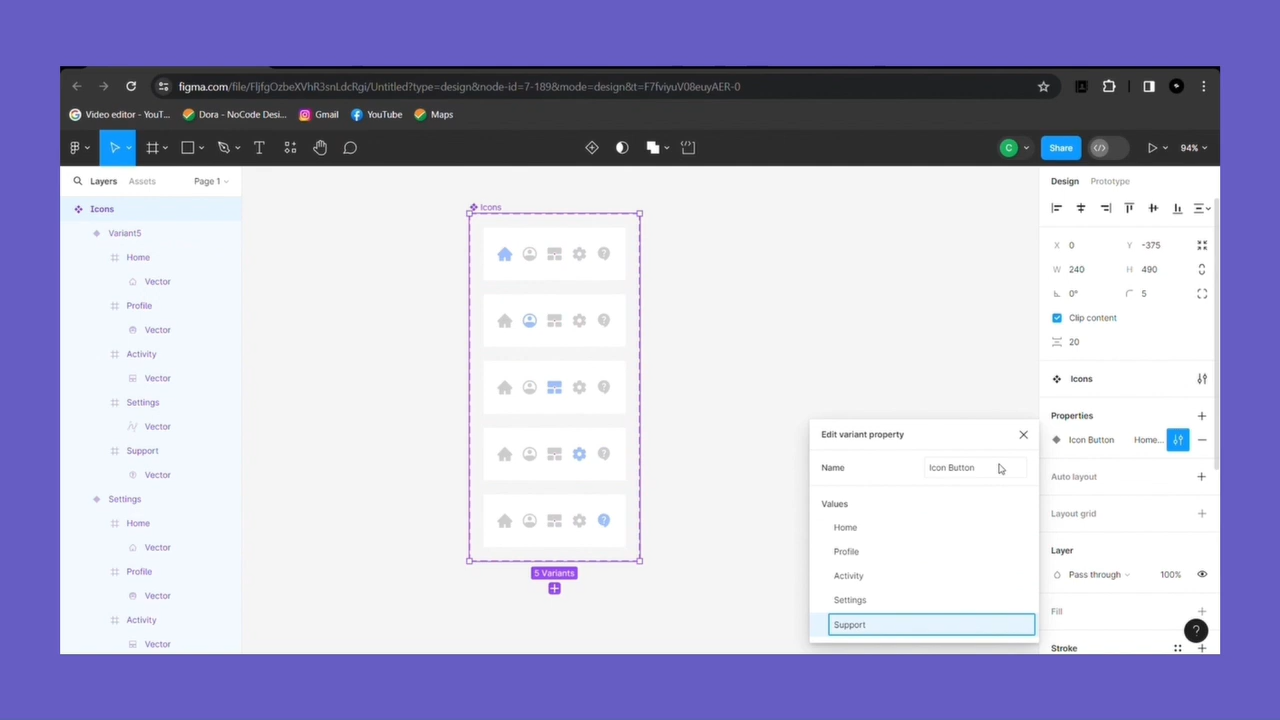 figma.com/file/FljfgOzbeXVhR3snLdcRgi/Untitled?type=design&node-id=7-189&mode=design&t=F7fviyuV08euyAER-0
Video editor - YouT...
Dora - NoCode Desi...
Gmail
YouTube
Maps
C
Share
94%
Layers
Assets
Page 1
Icons
Variant5
Home
Vector
Profile
Vector
Activity
Vector
Settings
Vector
Support
Vector
Settings
Home
Vector
Profile
Vector
Activity
Vector
Icons
5 Variants
Edit variant property
Name
Icon Button
Values
Home
Profile
Activity
Settings
Support
Design
Prototype
X 0 Y -375
W 240 H 490
0° 5
Clip content
20
Icons
Properties
Icon Button Home...
Auto layout
Layout grid
Layer
Pass through 100%
Fill
?
Stroke